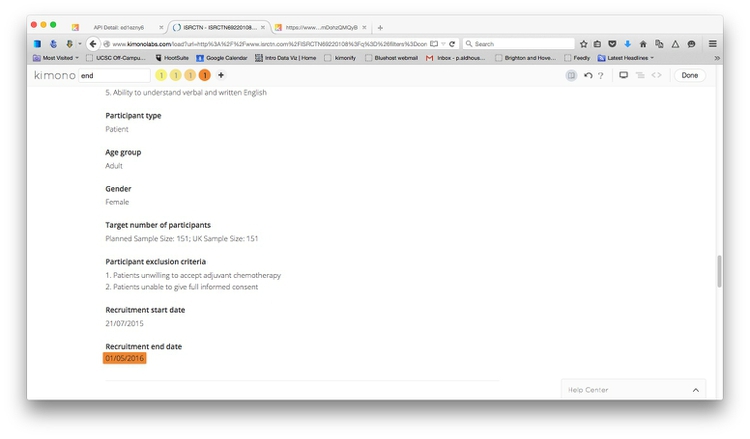 API Detail: ed1ezny8
ISRCTN - ISRCTN69220108...
https://www...
www.kimonolabs.com/load?url=http%3A%2F%2Fwww.isrctn.com%2FISRCTN69220108%3Fq%3D%26filters%3Dcon
Search
Most Visited
UCSC Off-Campu...
HootSuite
Google Calendar
Intro Data Viz | Home
kimonify
Bluehost webmail
Inbox - p.aldhous...
Brighton and Hove...
Feedly
Latest Headlines
kimono
end
1 1 1 1 +
?
Done
5. Ability to understand verbal and written English
Participant type
Patient
Age group
Adult
Gender
Female
Target number of participants
Planned Sample Size: 151; UK Sample Size: 151
Participant exclusion criteria
1. Patients unwilling to accept adjuvant chemotherapy
2. Patients unable to give full informed consent
Recruitment start date
21/07/2015
Recruitment end date
01/05/2016
Help Center